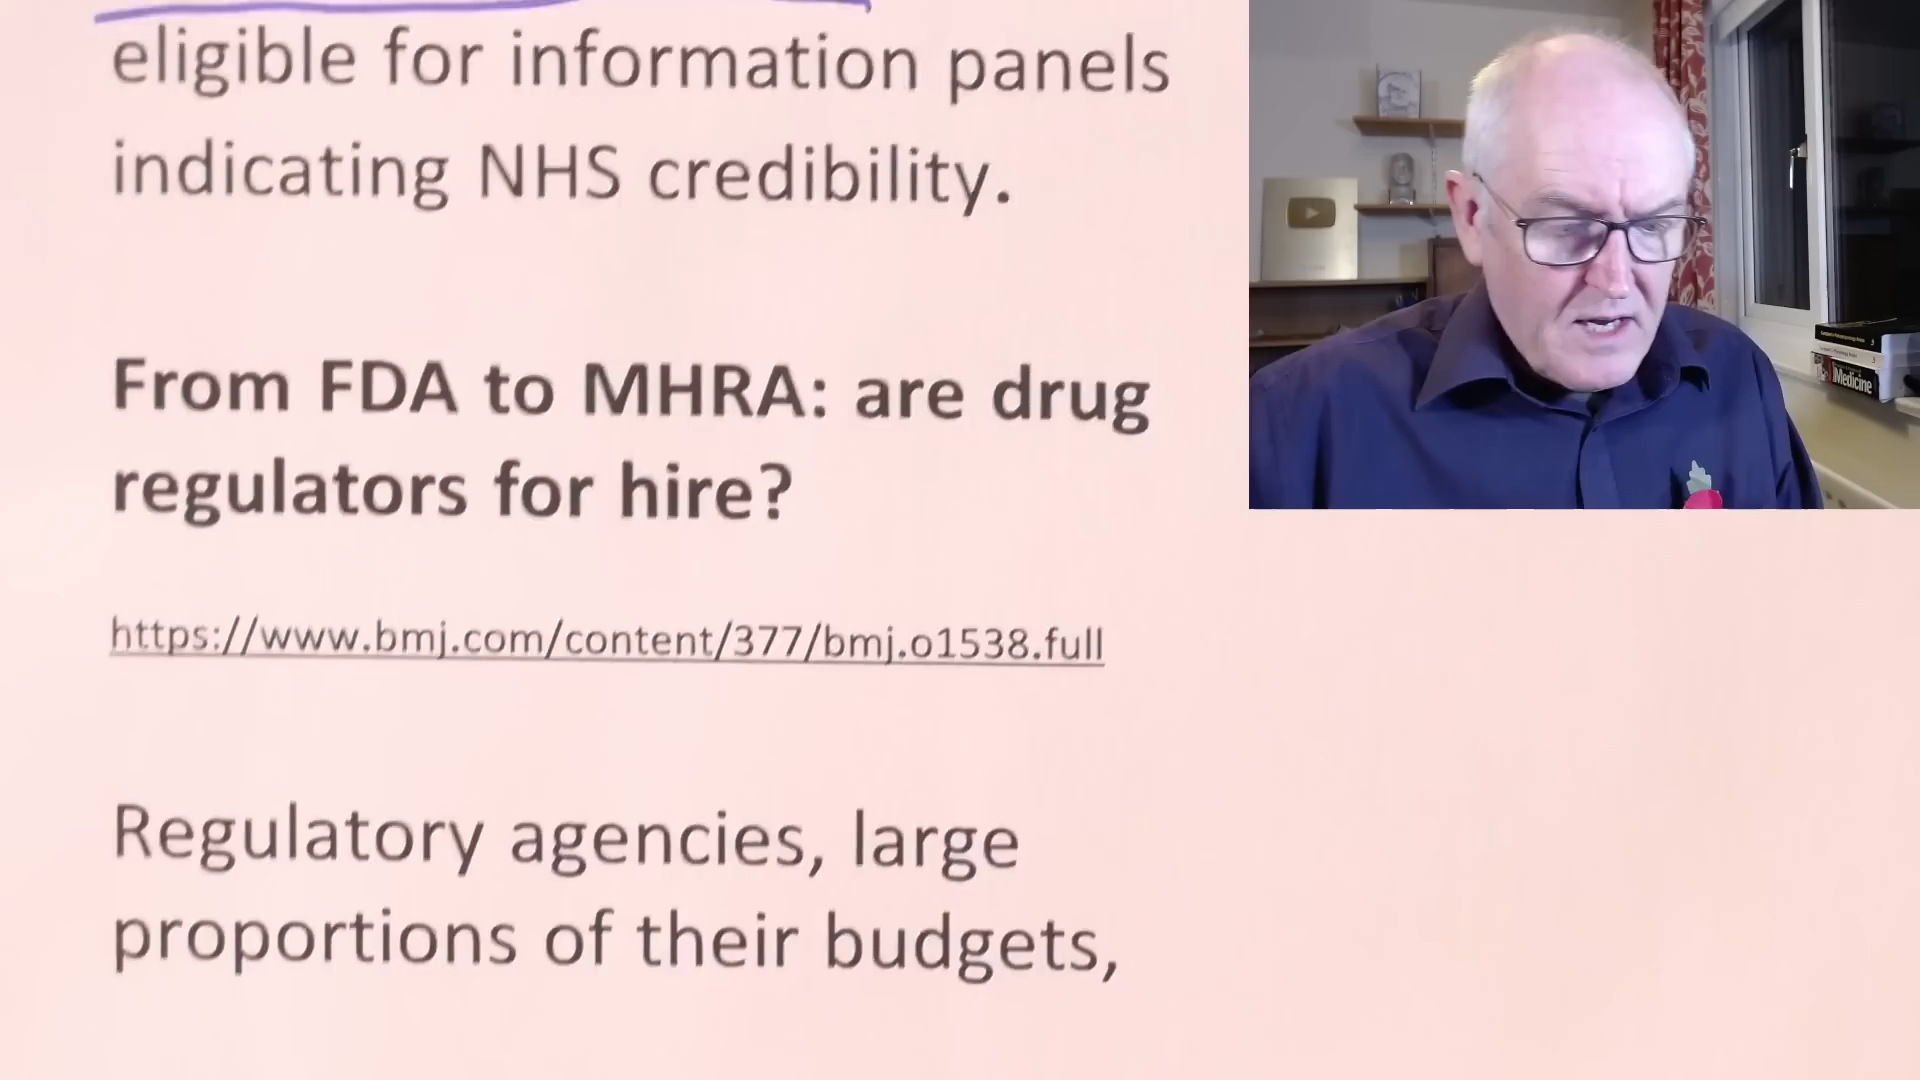 eligible for information panels
indicating NHS credibility.
From FDA to MHRA: are drug
regulators for hire?
https://www.bmj.com/content/377/bmj.o1538.full
Regulatory agencies, large
proportions of their budgets,
Medicine